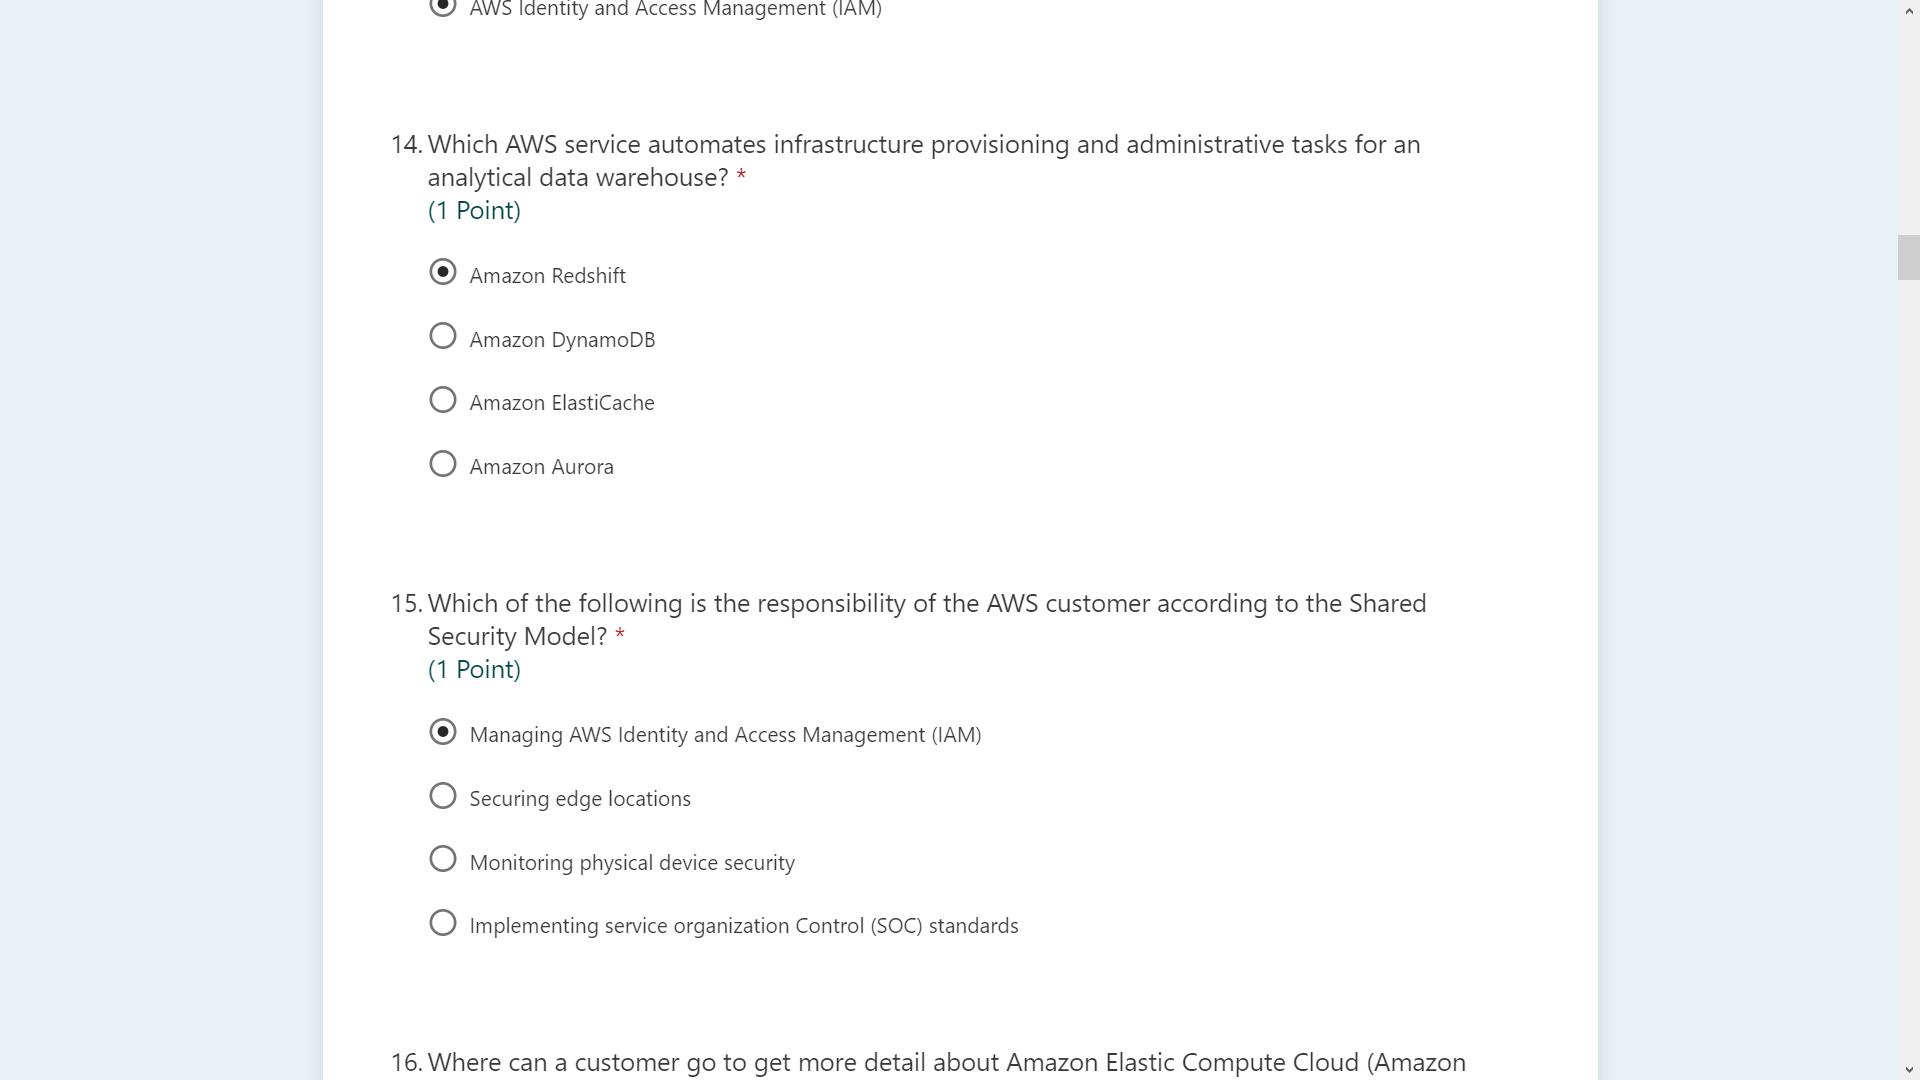 AWS Identity and Access Management (IAM)
14. Which AWS service automates infrastructure provisioning and administrative tasks for an
analytical data warehouse? *
(1 Point)
Amazon Redshift
Amazon DynamoDB
Amazon ElastiCache
Amazon Aurora
15. Which of the following is the responsibility of the AWS customer according to the Shared
Security Model? *
(1 Point)
Managing AWS Identity and Access Management (IAM)
Securing edge locations
Monitoring physical device security
Implementing service organization Control (SOC) standards
16. Where can a customer go to get more detail about Amazon Elastic Compute Cloud (Amazon